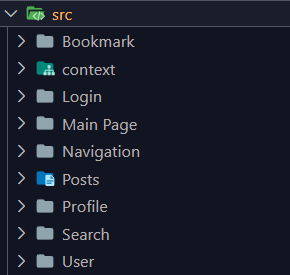 src
Bookmark
context
Login
Main Page
Navigation
Posts
Profile
Search
User